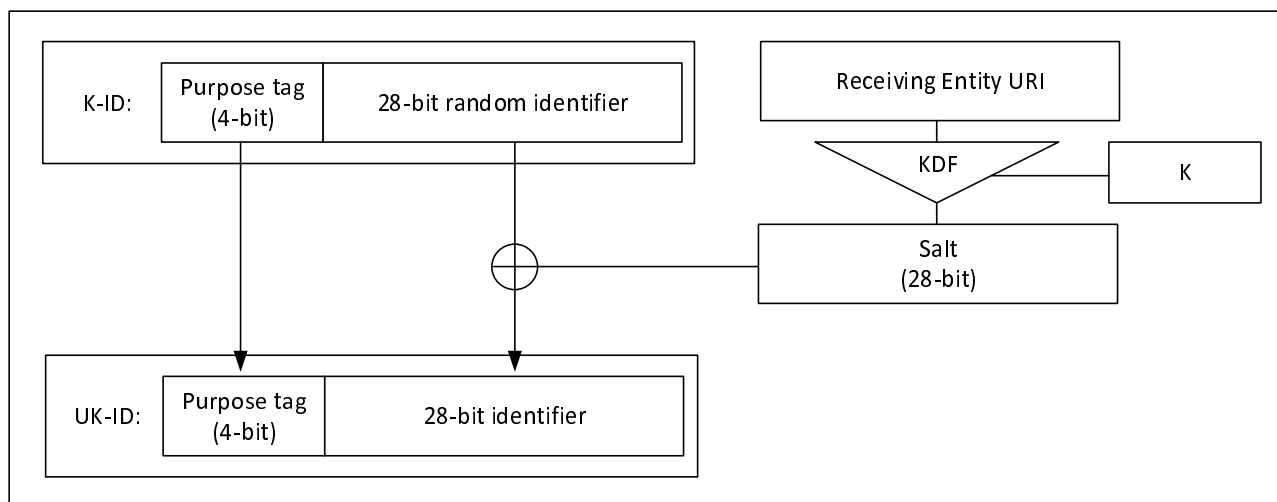 K-ID:
Purpose tag
(4-bit)
28-bit random identifier
Receiving Entity URI
KDF
K
Salt
(28-bit)
UK-ID:
Purpose tag
(4-bit)
28-bit identifier